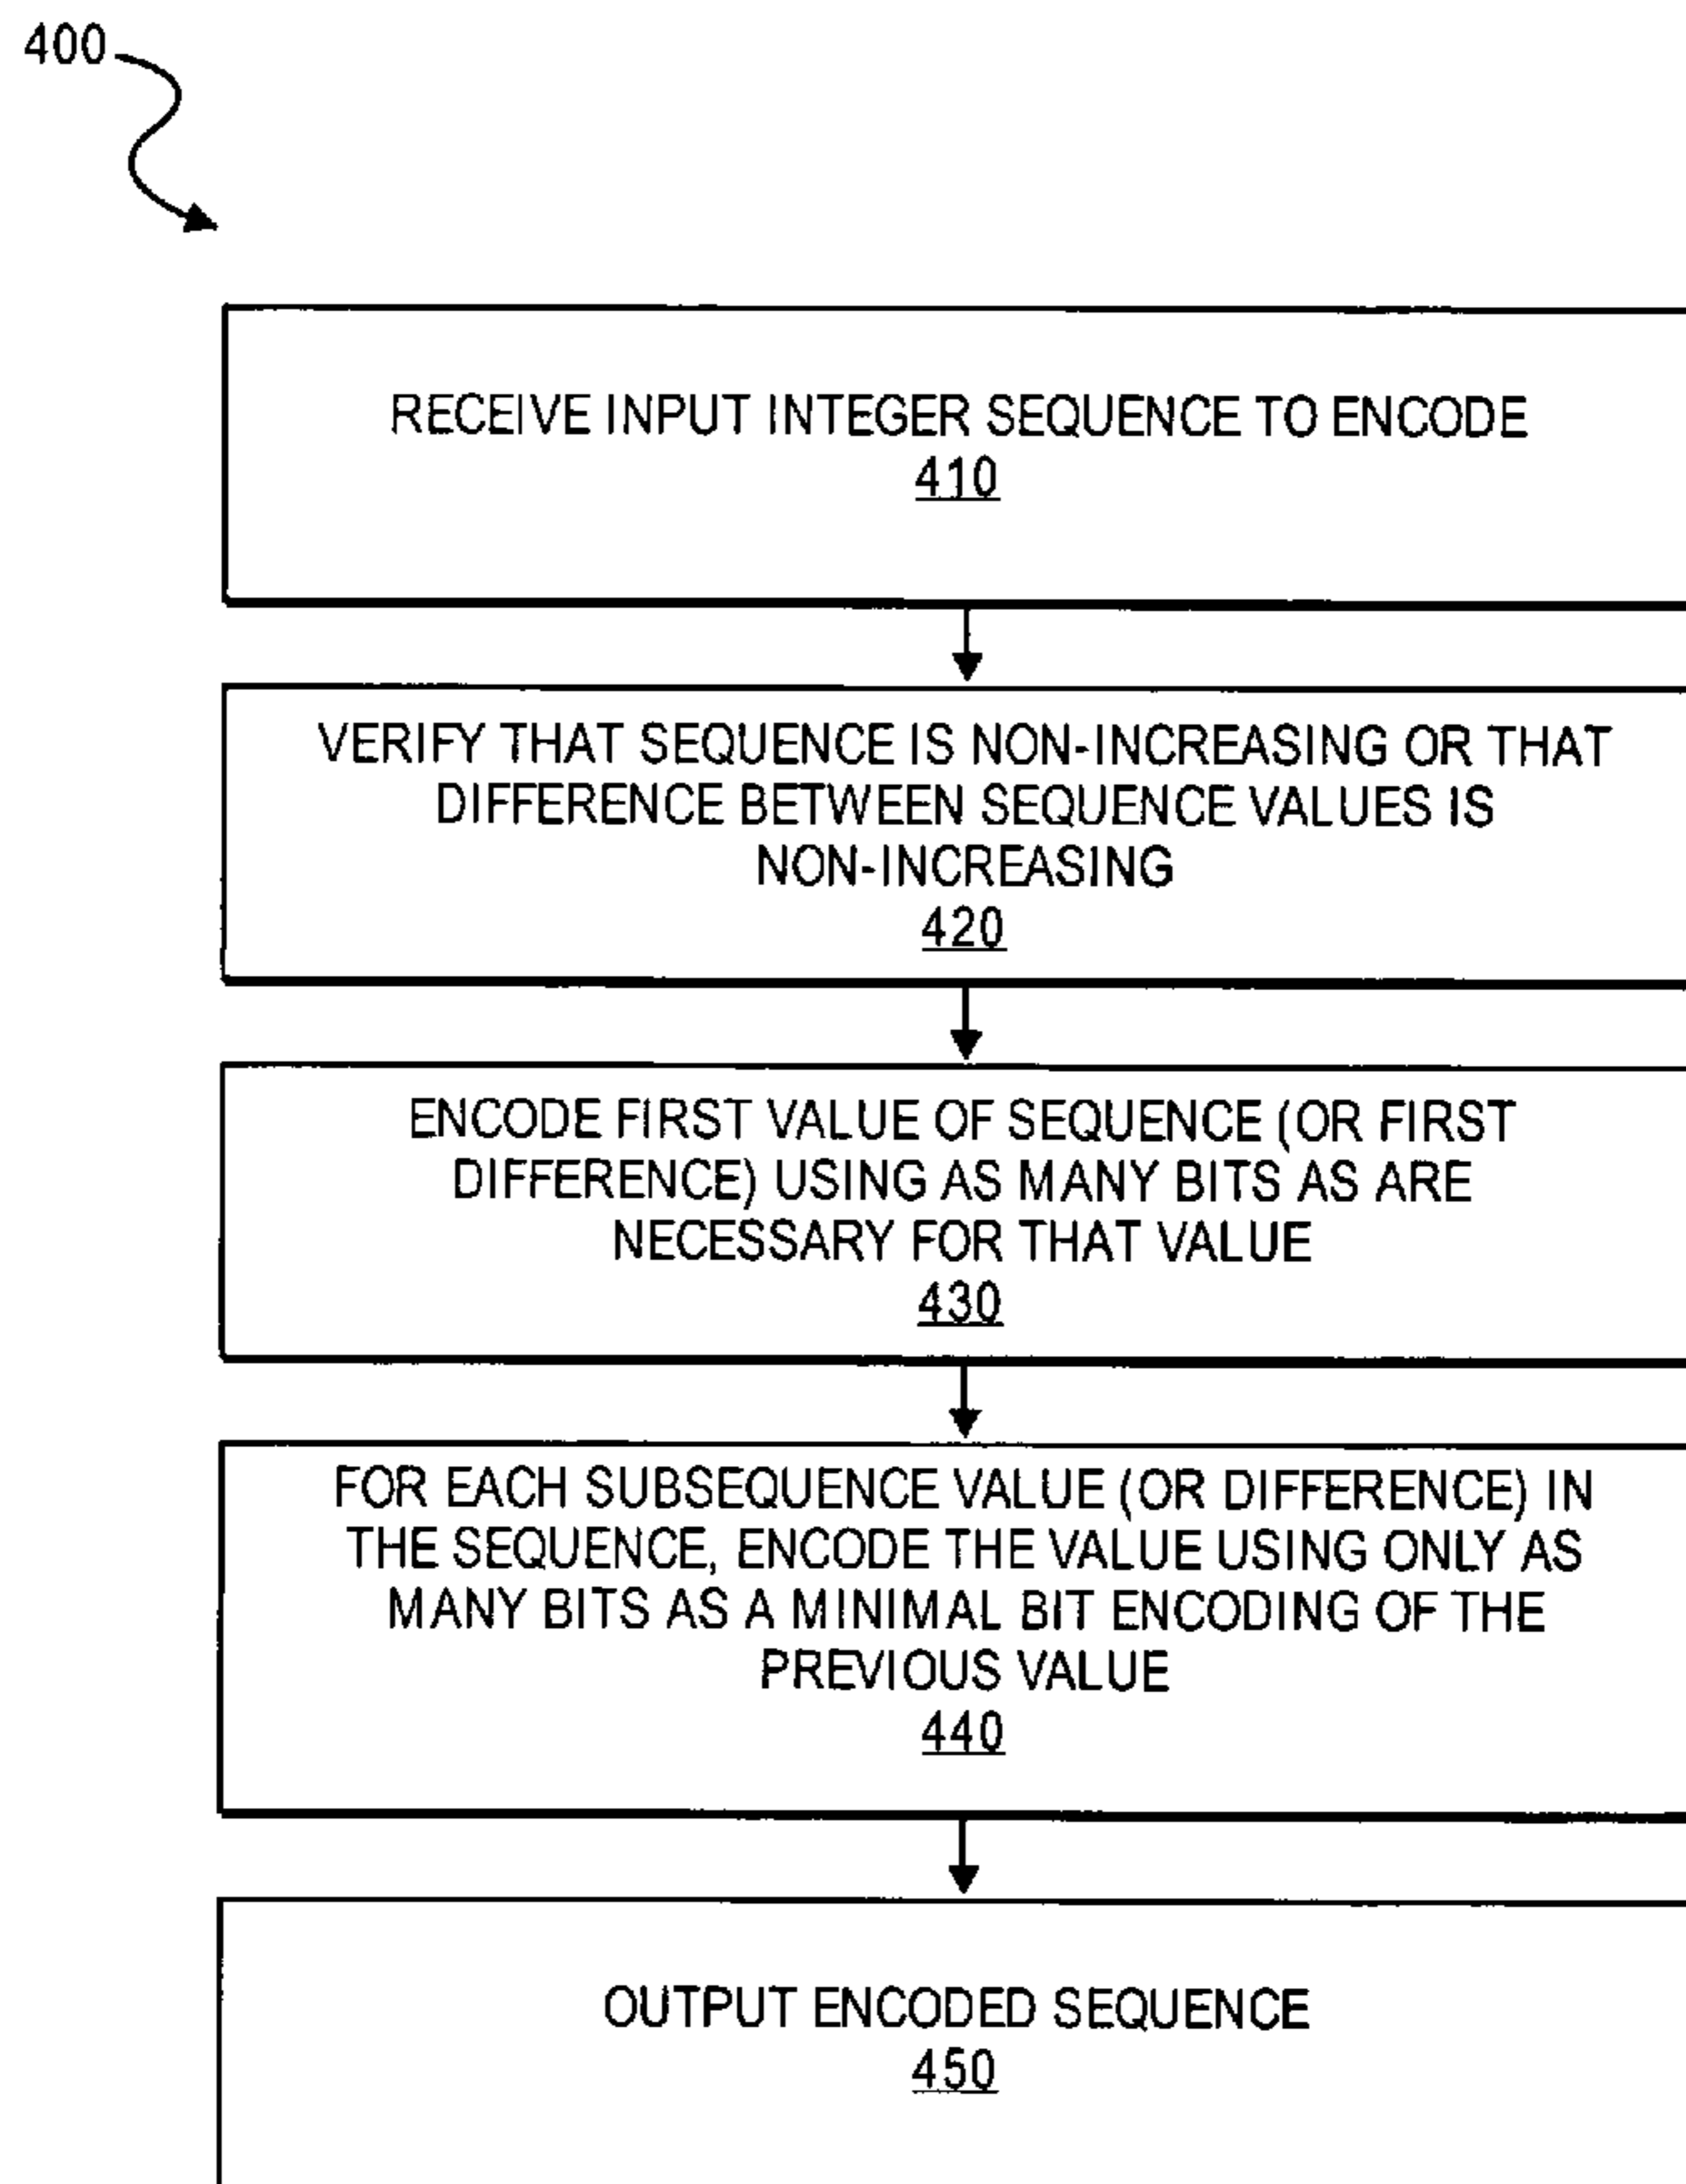 400
RECEIVE INPUT INTEGER SEQUENCE TO ENCODE
410
VERIFY THAT SEQUENCE IS NON-INCREASING OR THAT
DIFFERENCE BETWEEN SEQUENCE VALUES IS
NON-INCREASING
420
ENCODE FIRST VALUE OF SEQUENCE (OR FIRST
DIFFERENCE) USING AS MANY BITS AS ARE
NECESSARY FOR THAT VALUE
430
FOR EACH SUBSEQUENCE VALUE (OR DIFFERENCE) IN
THE SEQUENCE, ENCODE THE VALUE USING ONLY AS
MANY BITS AS A MINIMAL BIT ENCODING OF THE
PREVIOUS VALUE
440
OUTPUT ENCODED SEQUENCE
450